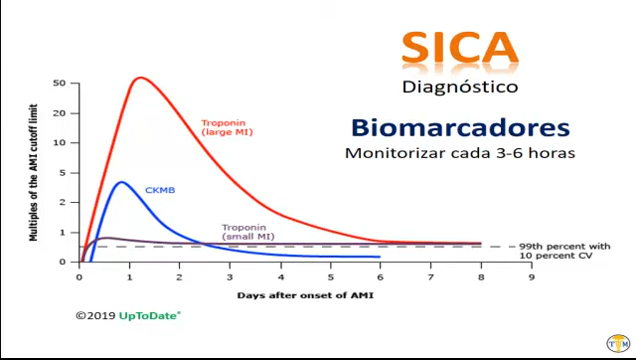 SICA
Diagnóstico
Biomarcadores
Monitorizar cada 3-6 horas
Multiples of the AMI cutoff limit
50
20
10
5
2
1
0
Troponin
(large MI)
CKMB
Troponin
(small MI)
99th percent with
10 percent CV
0 1 2 3 4 5 6 7 8 9
Days after onset of AMI
©2019 UpToDate®
T M